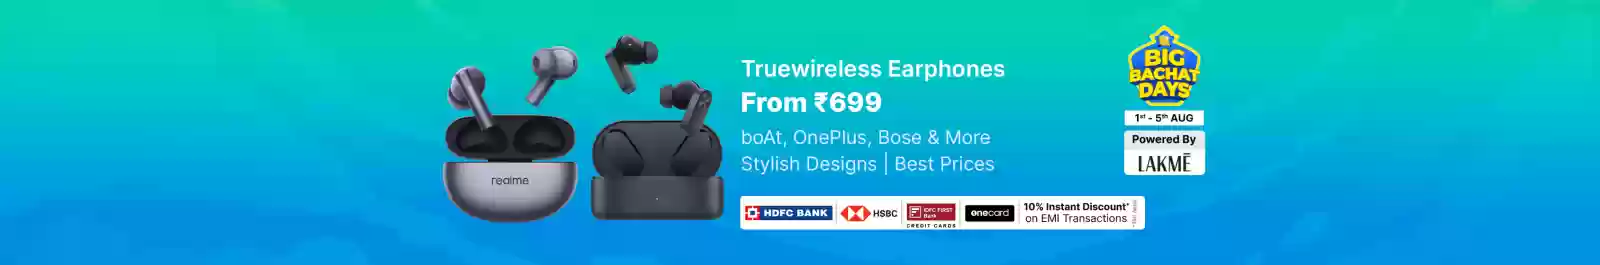 realme
Truewireless Earphones
From ₹699
boAt, OnePlus, Bose & More
Stylish Designs | Best Prices
HDFC BANK
HSBC
IDFC FIRST
Bank
CREDIT CARDS
onecard
10% Instant Discount*
on EMI Transactions
BIG
BACHAT
DAYS
1st - 5th AUG
Powered By
LAKMĒ